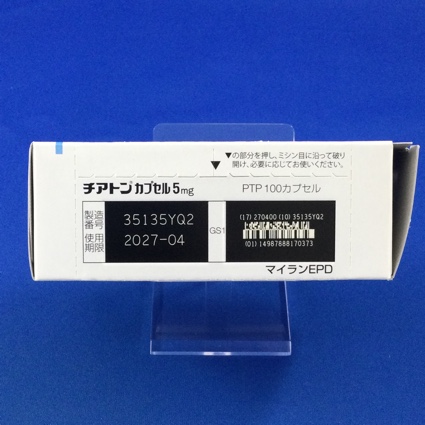 ▼の部分を押し、ミシン目に沿って破り
開け、必要に応じてお使いください。
▼
チアトンカプセル5mg
PTP 100カプセル
製造番号 35135YQ2
使用期限 2027-04
GS1
(17) 270400 (10) 35135YQ2
(01) 14987888170373
マイランEPD